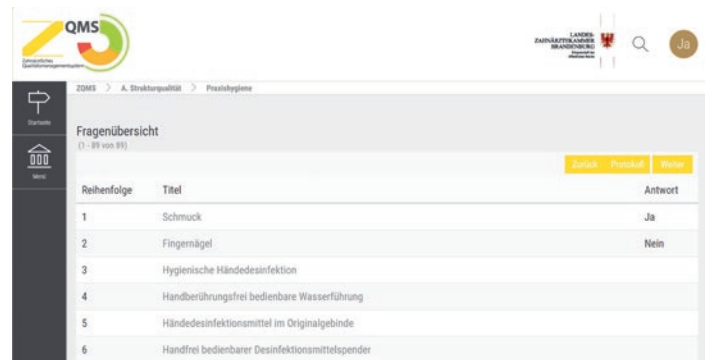 QMS
Zahnärztliches
Qualitätsmanagementsystem
LANDES-
ZAHNÄRZTEKAMMER
BRANDENBURG
Ja
ZQMS > A. Strukturqualität > Praxishygiene
Startseite
Menü
Fragenübersicht
(1 - 89 von 89)
Zurück Protokoll Weiter
Reihenfolge Titel Antwort
1 Schmuck Ja
2 Fingernägel Nein
3 Hygienische Händedesinfektion
4 Handberührungsfrei bedienbare Wasserführung
5 Händedesinfektionsmittel im Originalgebinde
6 Handfrei bedienbarer Desinfektionsmittelspender